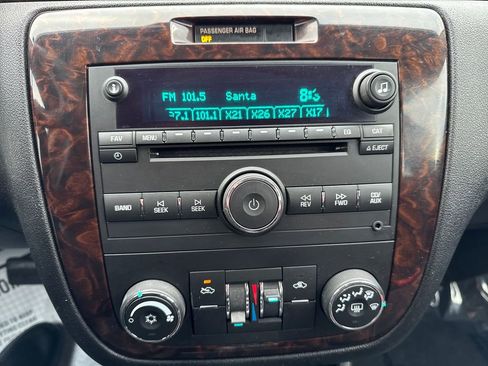 PASSENGER AIR BAG
OFF
FM 101.5 Santa
101.1 X21 X26 X27 X17
FAV MENU EQ CAT
EJECT
BAND SEEK SEEK REV FWD CD/AUX